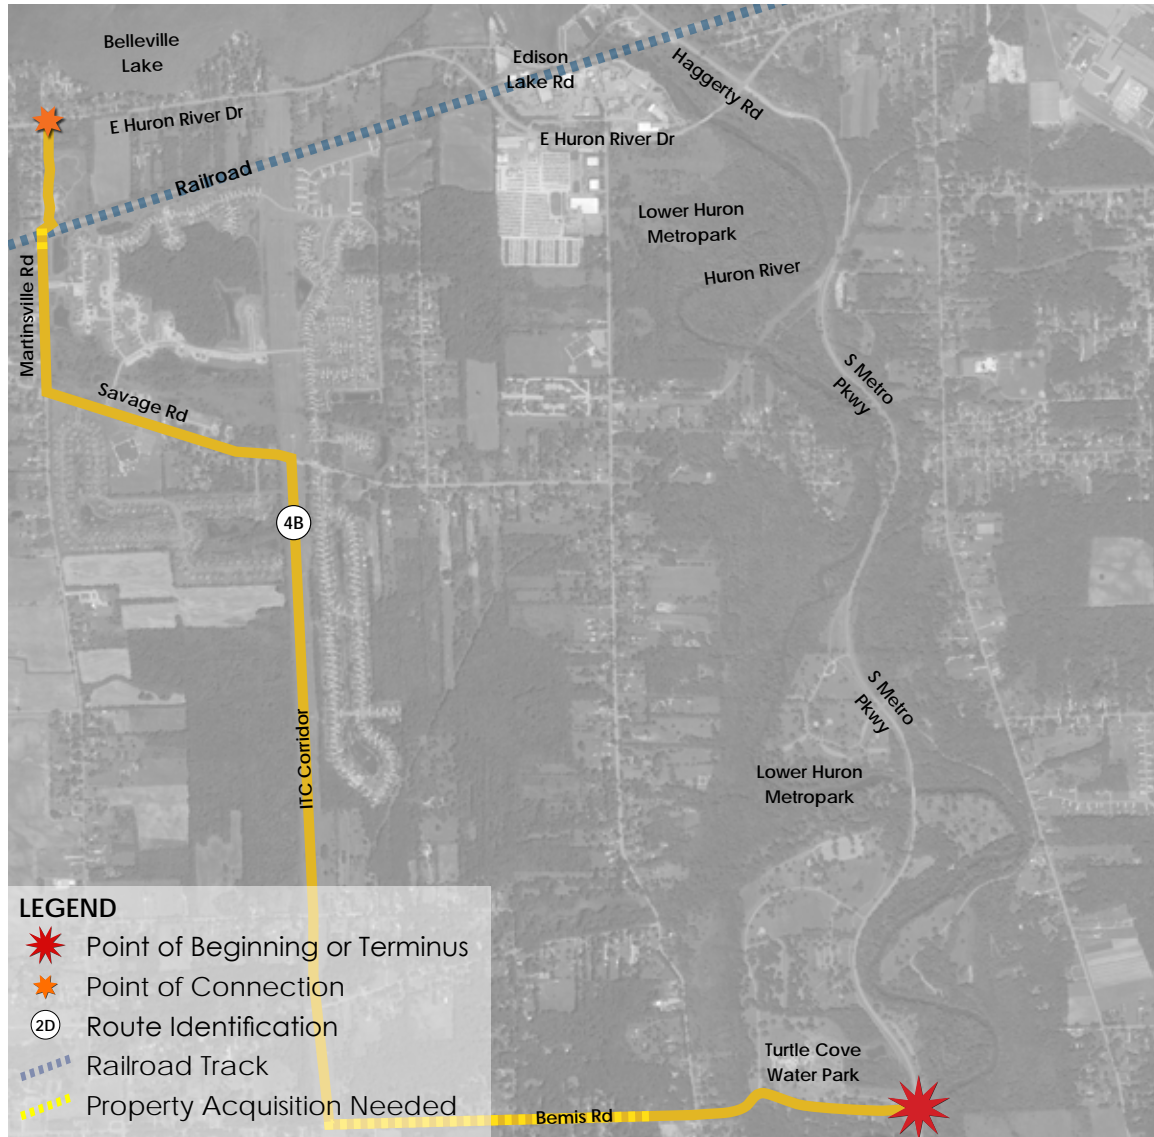 Belleville
Lake
Edison
Lake Rd
Haggerty Rd
E Huron River Dr
E Huron River Dr
Railroad
Lower Huron
Metropark
Huron River
Martinsville Rd
S Metro
Pkwy
Savage Rd
4B
S Metro
Pkwy
ITC Corridor
Lower Huron
Metropark
LEGEND
Point of Beginning or Terminus
Point of Connection
2D Route Identification
Railroad Track
Property Acquisition Needed
Turtle Cove
Water Park
Bemis Rd